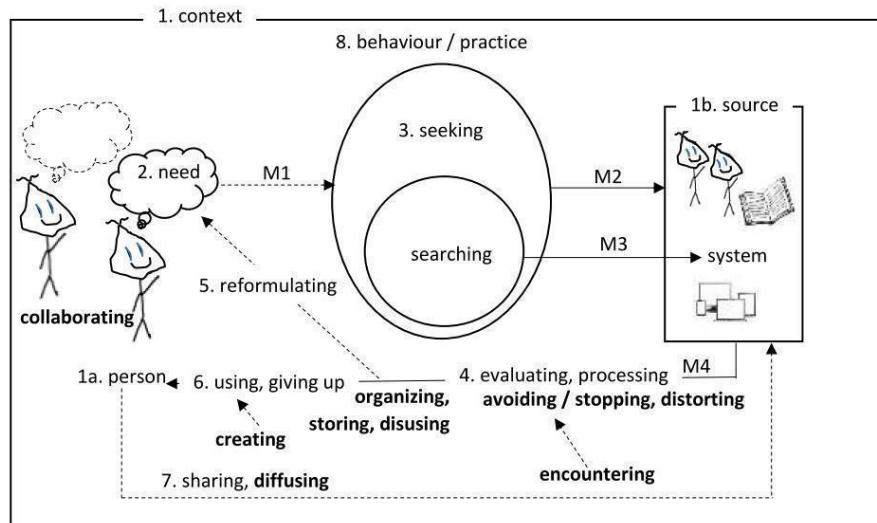 1. context
8. behaviour / practice
1b. source
3. seeking
2. need
M1
M2
searching
M3
system
5. reformulating
collaborating
M4
1a. person
6. using, giving up
4. evaluating, processing
organizing,
storing, disusing
avoiding / stopping, distorting
creating
encountering
7. sharing, diffusing